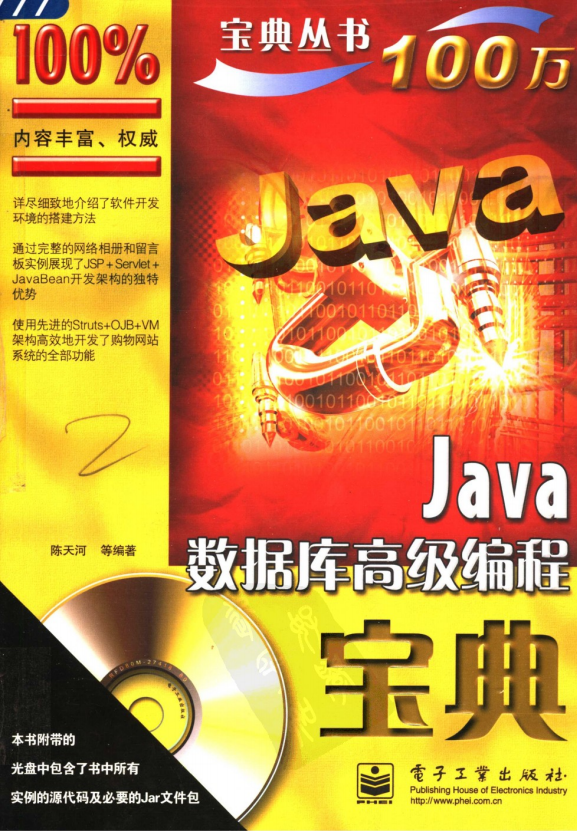 100%
宝典丛书
100万
内容丰富、权威
详尽细致地介绍了软件开发
环境的搭建方法
通过完整的网络相册和留言
板实例展现了JSP+Servlet+
JavaBean开发架构的独特
优势
使用先进的Struts+OJB+VM
架构高效地开发了购物网站
系统的全部功能
Java
2
Java
数据库高级编程
宝典
陈天河 等编著
本书附带的
光盘中包含了书中所有
实例的源代码及必要的Jar文件包
PHEI
電子工業出版社
Publishing House of Electronics Industry
http://www.phei.com.cn